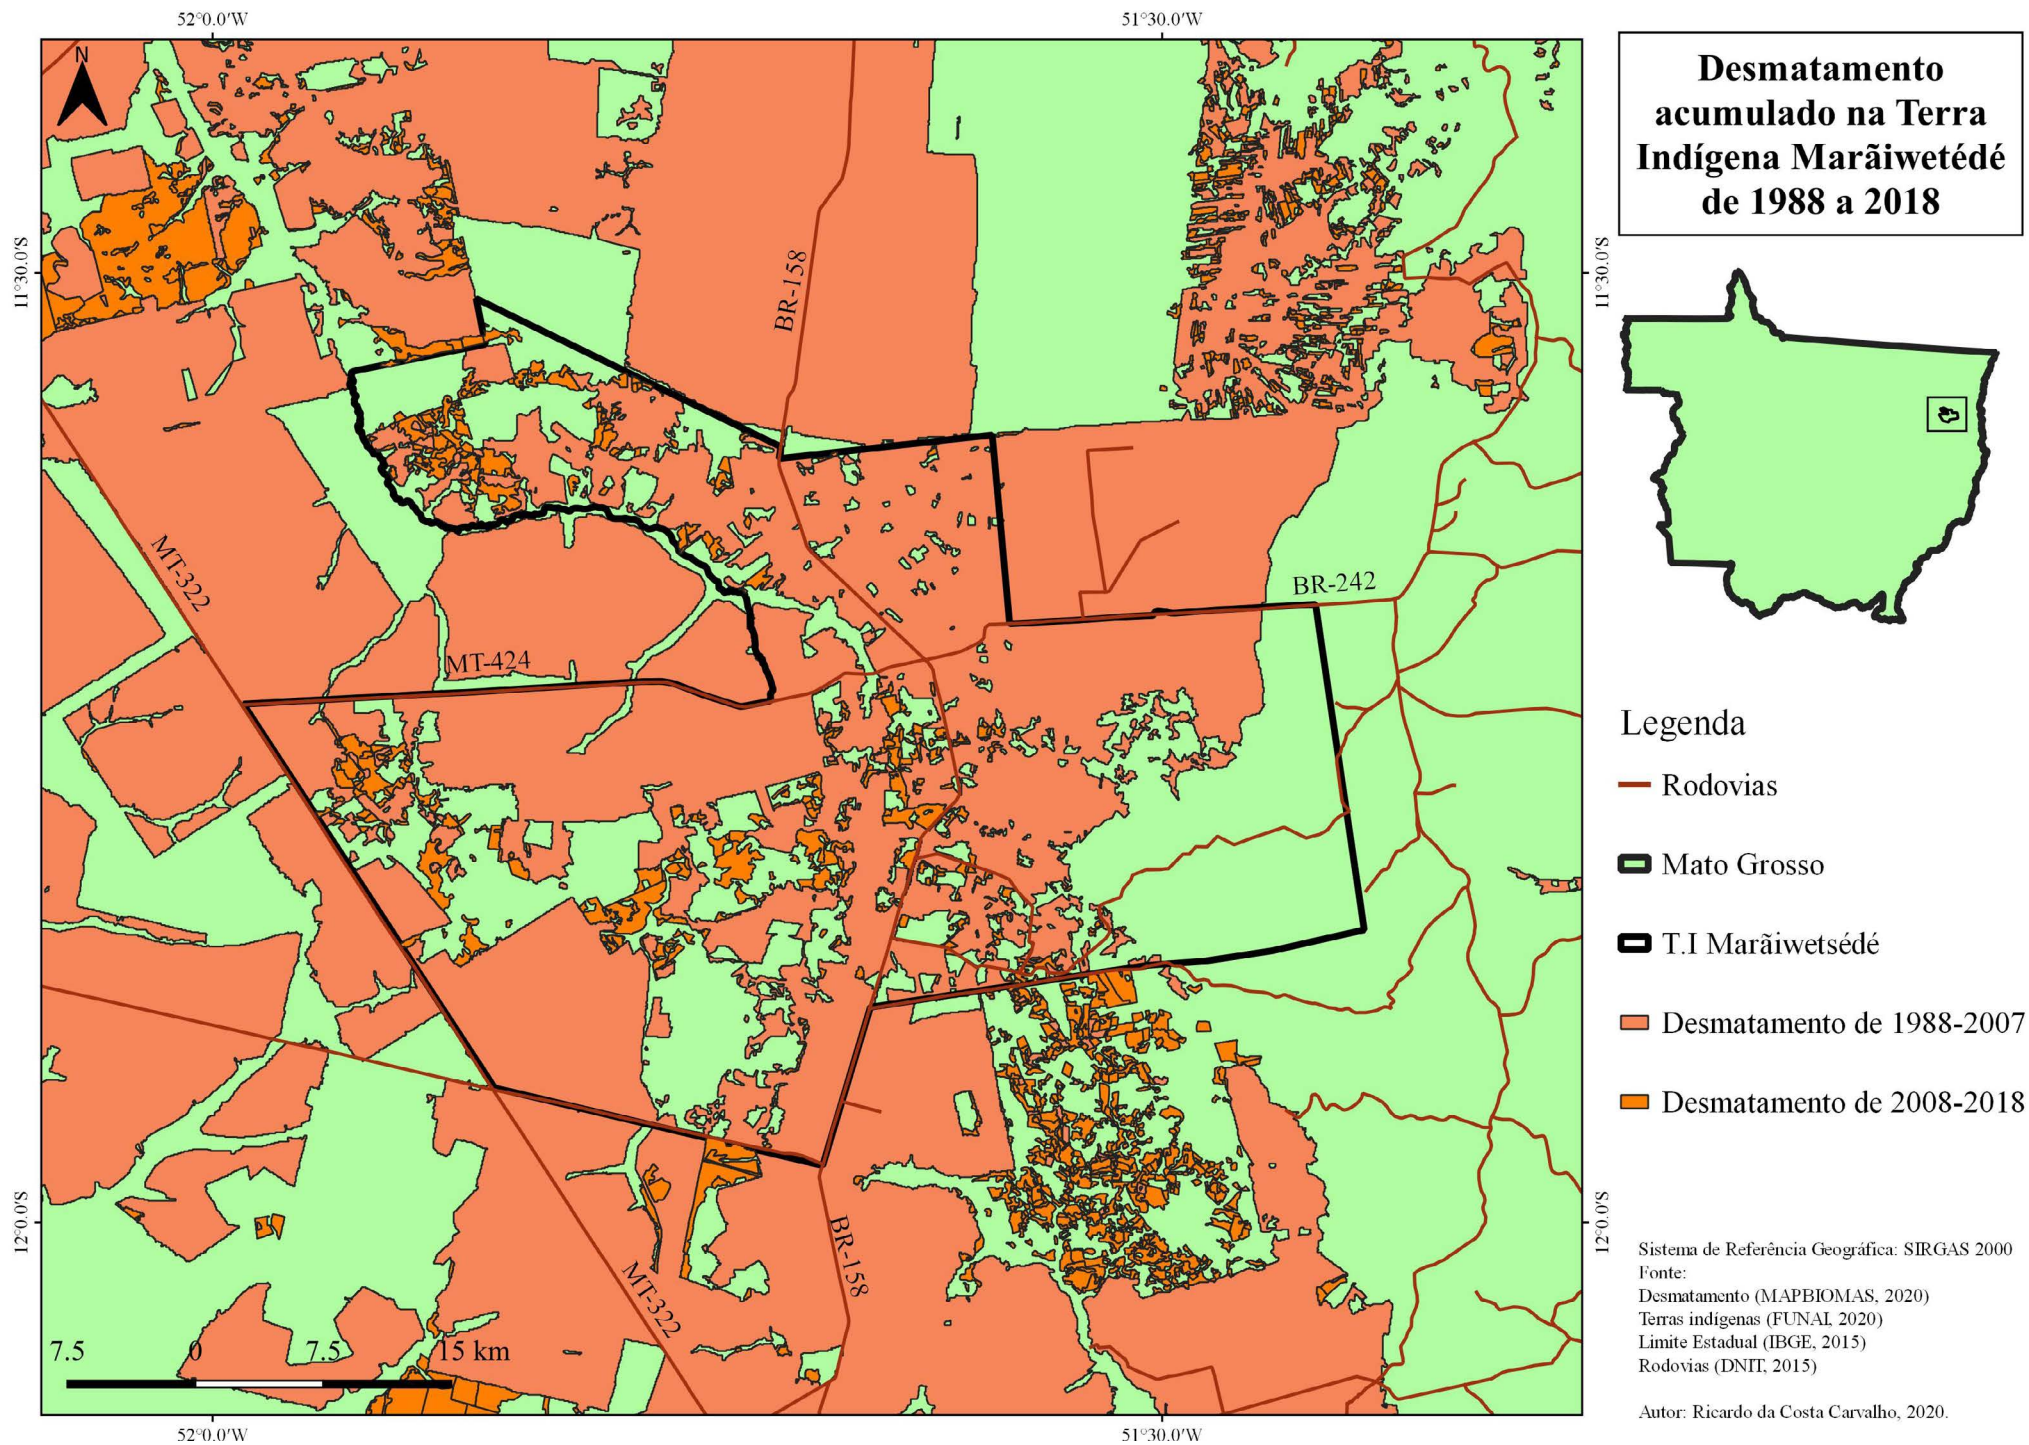 52°0.0′W
51°30.0′W
N
Desmatamento
acumulado na Terra
Indígena Marãiwetédé
de 1988 a 2018
11°30.0′S
11°30.0′S
BR-158
MT-322
BR-242
MT-424
Legenda
Rodovias
Mato Grosso
T.I Marãiwetsédé
Desmatamento de 1988-2007
Desmatamento de 2008-2018
12°0.0′S
12°0.0′S
BR-158
MT-322
7.5 0 7.5 15 km
Sistema de Referência Geográfica: SIRGAS 2000
Fonte:
Desmatamento (MAPBIOMAS, 2020)
Terras indígenas (FUNAI, 2020)
Limite Estadual (IBGE, 2015)
Rodovias (DNIT, 2015)
Autor: Ricardo da Costa Carvalho, 2020.
52°0.0′W
51°30.0′W